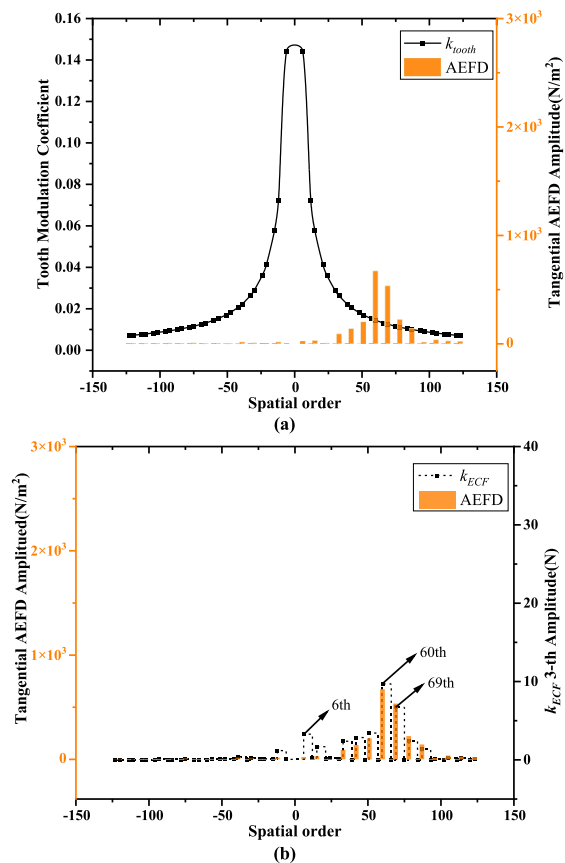 k_tooth
AEFD
0.16
0.14
0.12
0.10
0.08
0.06
0.04
0.02
0.00
Tooth Modulation Coefficient
3×10³
2×10³
1×10³
0
Tangential AEFD Amplitude(N/m²)
-150 -100 -50 0 50 100 150
Spatial order
(a)
k_ECF
AEFD
3×10³
2×10³
1×10³
0
Tangential AEFD Amplitued(N/m²)
40
30
20
10
0
k_ECF 3-th Amplitude(N)
60th
69th
6th
-150 -100 -50 0 50 100 150
Spatial order
(b)